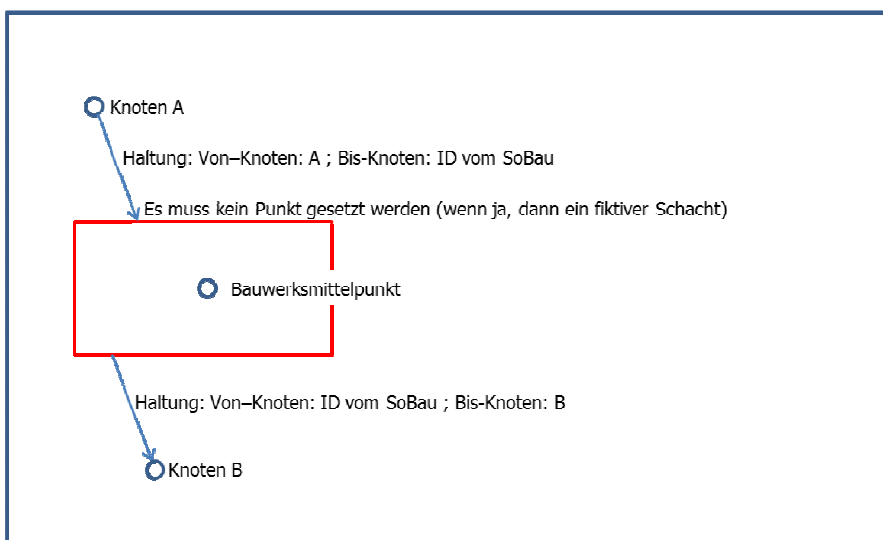 Knoten A
Haltung: Von–Knoten: A ; Bis-Knoten: ID vom SoBau
Es muss kein Punkt gesetzt werden (wenn ja, dann ein fiktiver Schacht)
Bauwerksmittelpunkt
Haltung: Von–Knoten: ID vom SoBau ; Bis-Knoten: B
Knoten B